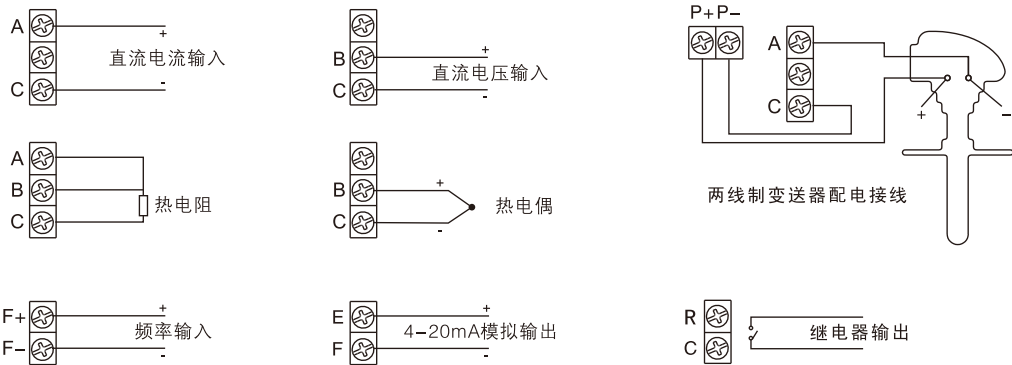 A
+
直流电流输入
C
-
B
+
直流电压输入
C
-
P+ P-
A
C
+
-
两线制变送器配电接线
A
B
C
热电阻
B
+
C
-
热电偶
F+
+
频率输入
F-
-
E
+
4-20mA模拟输出
F
-
R
继电器输出
C